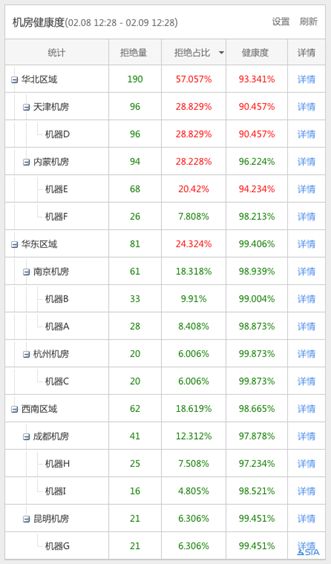 机房健康度(02.08 12:28 - 02.09 12:28) 设置 刷新
统计 拒绝量 拒绝占比 健康度 详情
华北区域 190 57.057% 93.341% 详情
天津机房 96 28.829% 90.457% 详情
机器D 96 28.829% 90.457% 详情
内蒙机房 94 28.228% 96.224% 详情
机器E 68 20.42% 94.234% 详情
机器F 26 7.808% 98.213% 详情
华东区域 81 24.324% 99.406% 详情
南京机房 61 18.318% 98.939% 详情
机器B 33 9.91% 99.004% 详情
机器A 28 8.408% 98.873% 详情
杭州机房 20 6.006% 99.873% 详情
机器C 20 6.006% 99.873% 详情
西南区域 62 18.619% 98.665% 详情
成都机房 41 12.312% 97.878% 详情
机器H 25 7.508% 97.234% 详情
机器I 16 4.805% 98.521% 详情
昆明机房 21 6.306% 99.451% 详情
机器G 21 6.306% 99.451% 详情